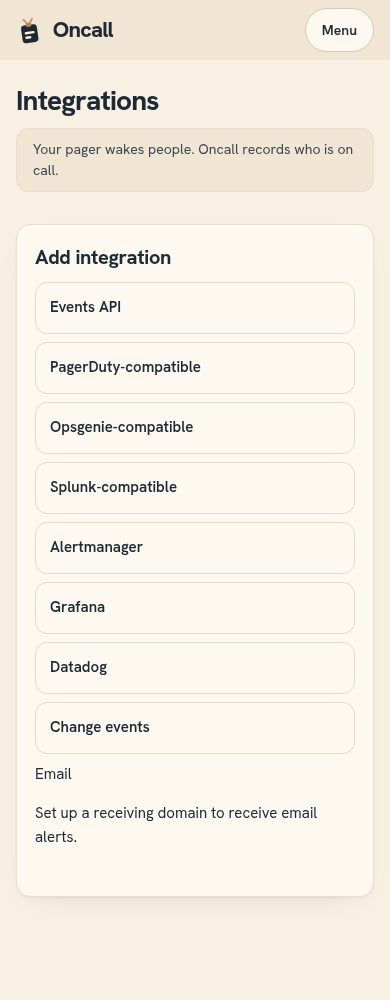 Oncall
Menu
Integrations
Your pager wakes people. Oncall records who is on
call.
Add integration
Events API
PagerDuty-compatible
Opsgenie-compatible
Splunk-compatible
Alertmanager
Grafana
Datadog
Change events
Email
Set up a receiving domain to receive email
alerts.